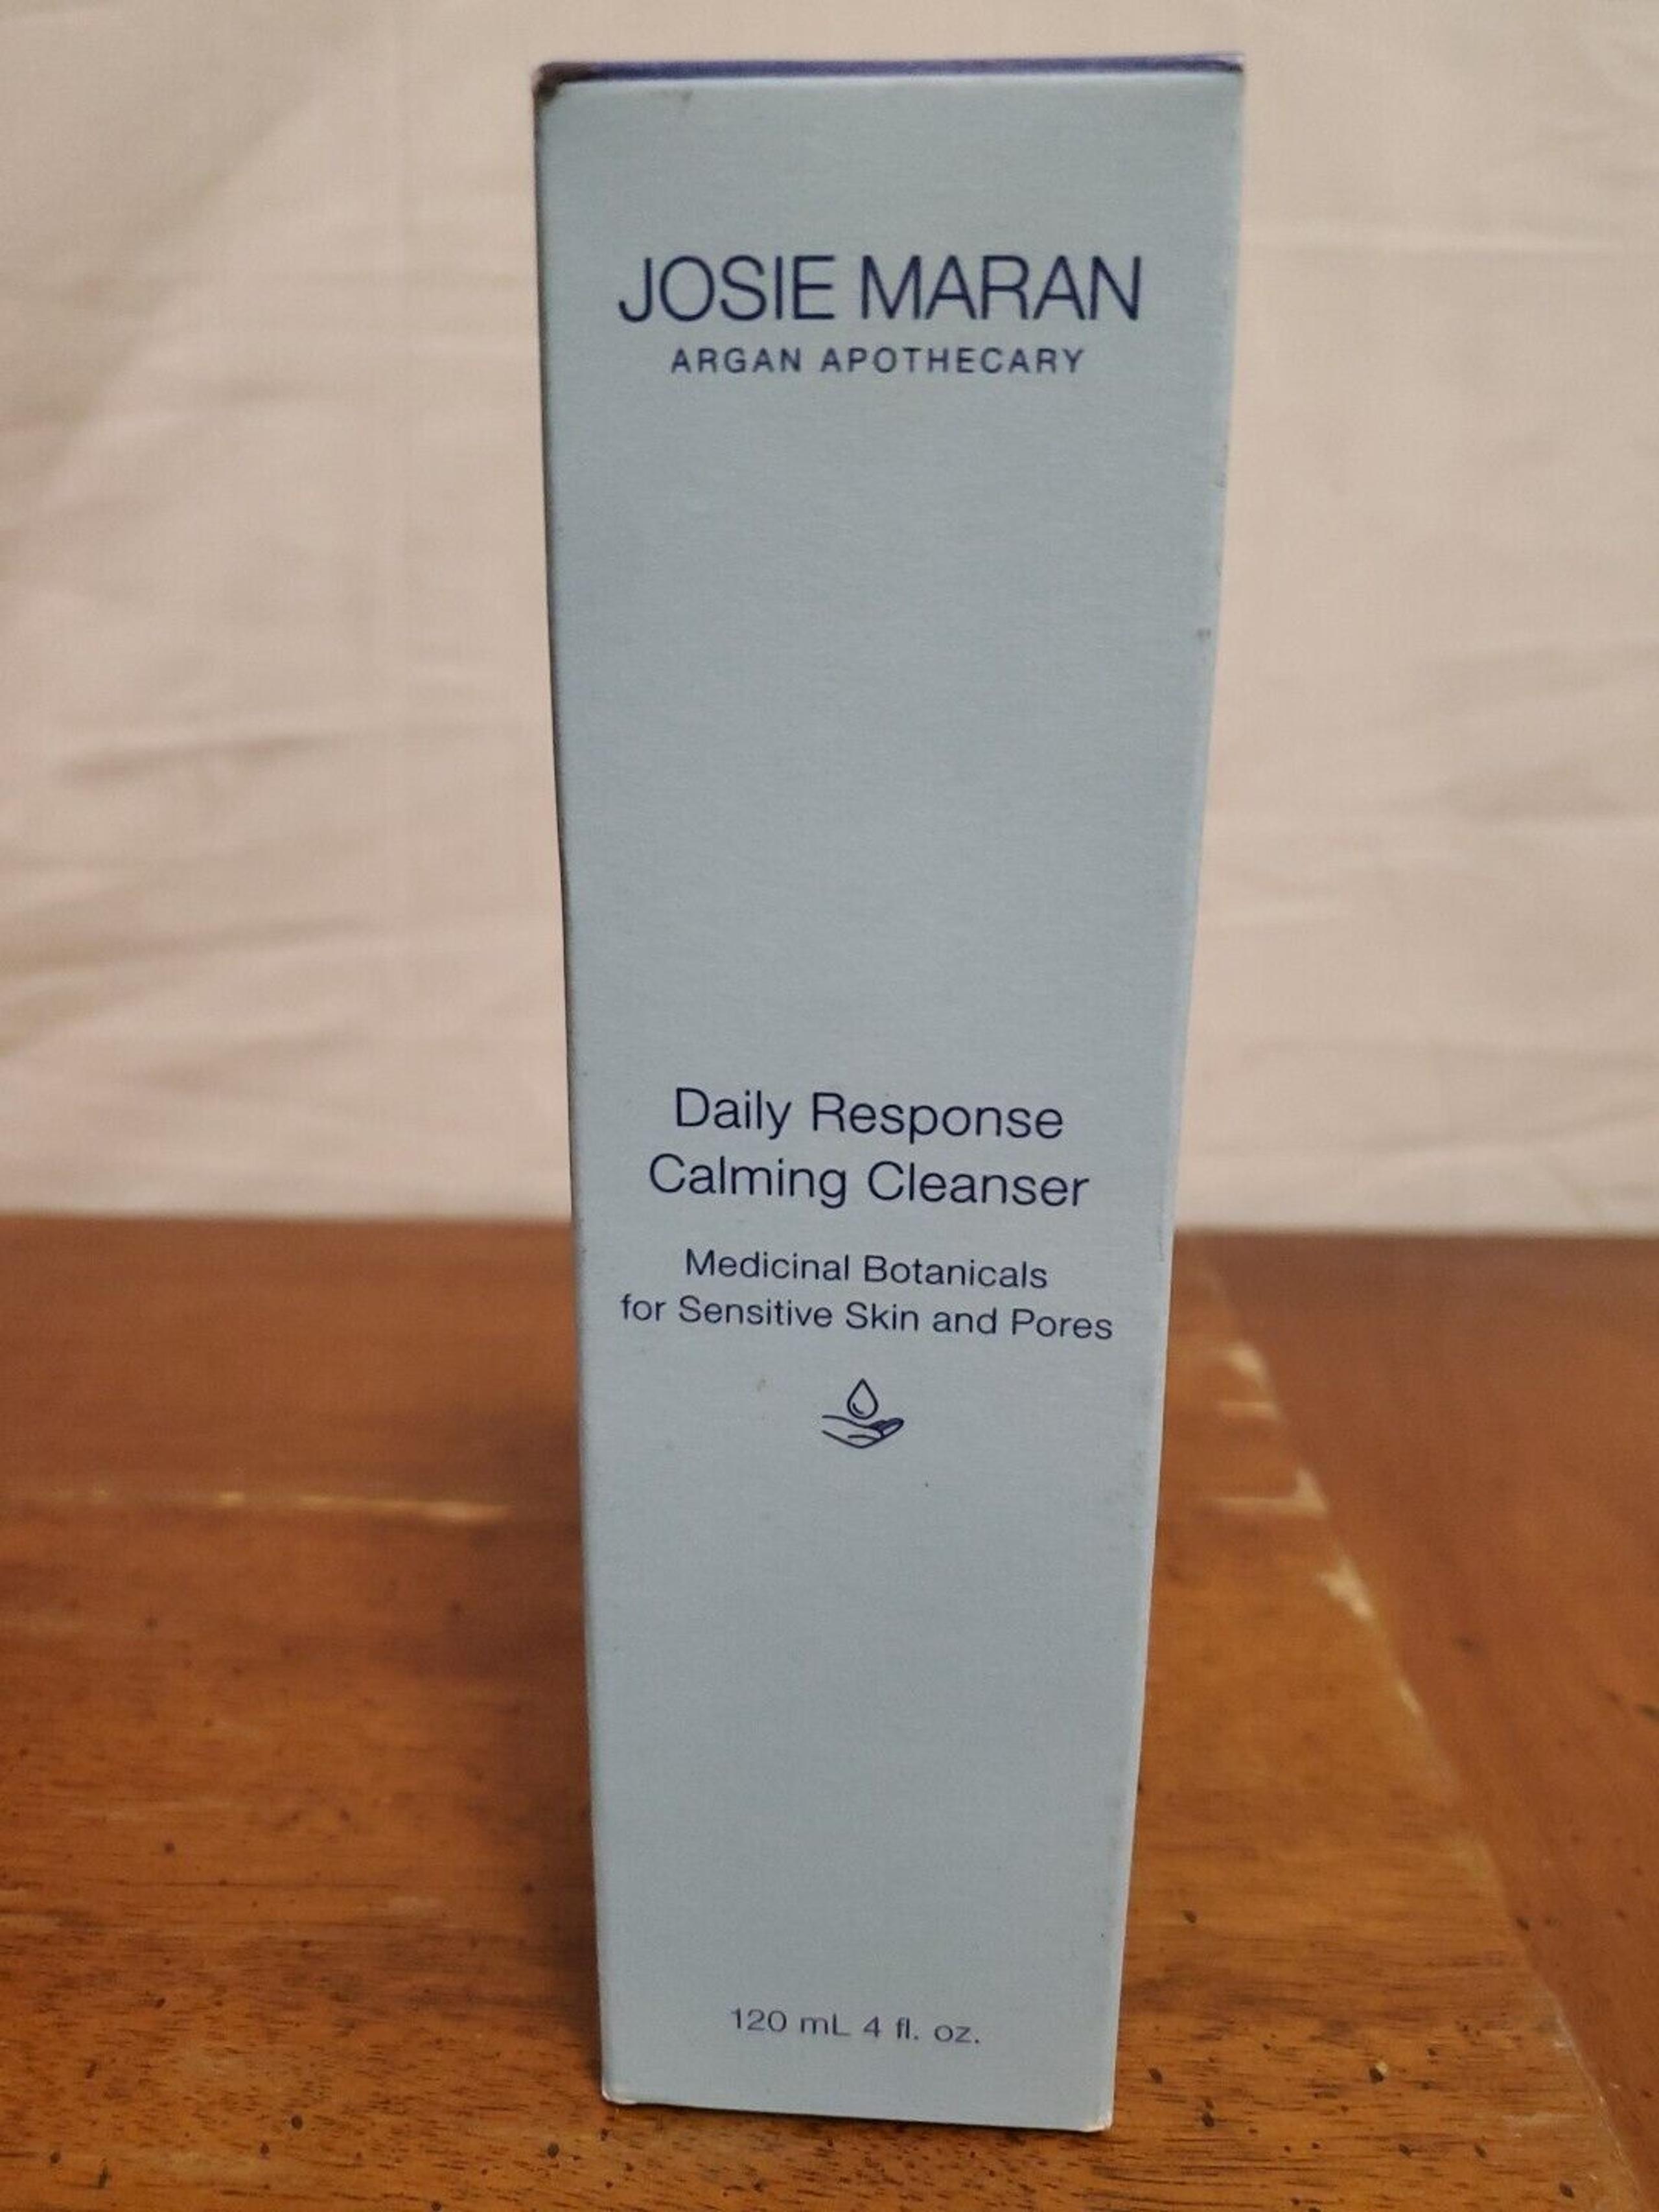 JOSIE MARAN
ARGAN APOTHECARY
Daily Response
Calming Cleanser
Medicinal Botanicals
for Sensitive Skin and Pores
120 mL 4 fl. oz.